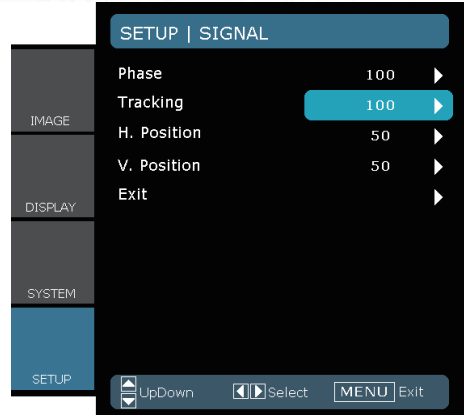 SETUP | SIGNAL
Phase 100
Tracking 100
H. Position 50
V. Position 50
Exit
IMAGE
DISPLAY
SYSTEM
SETUP
UpDown Select MENU Exit